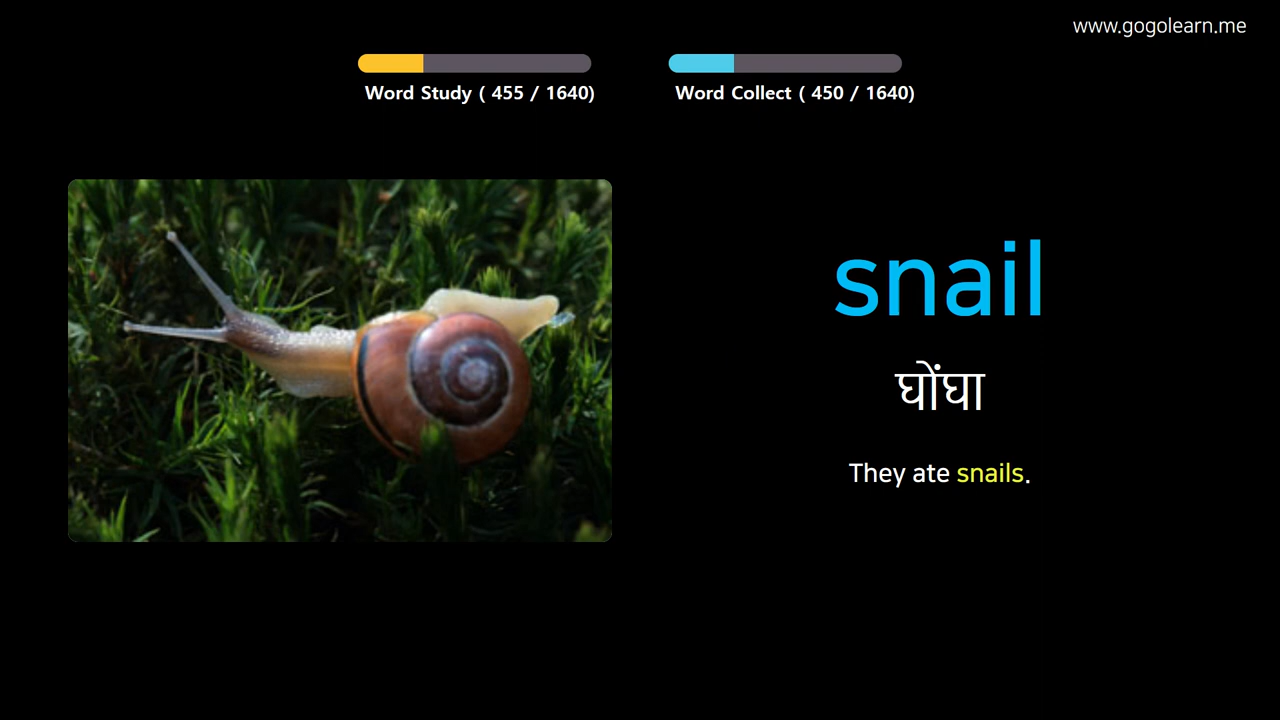 www.gogolearn.me
Word Study ( 455 / 1640)
Word Collect ( 450 / 1640)
snail
घोंघा
They ate snails.